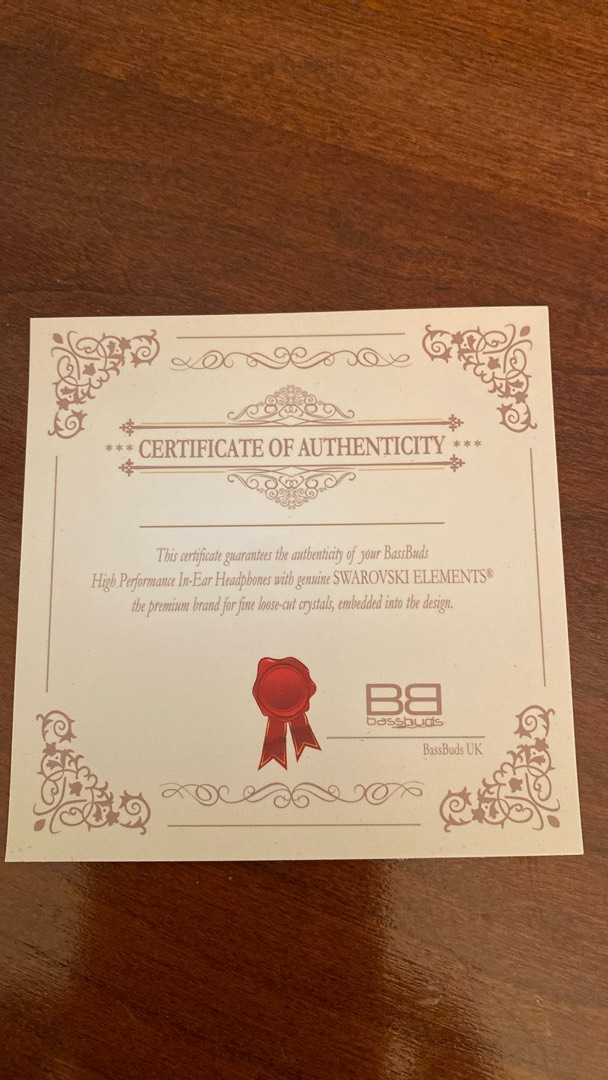 *** CERTIFICATE OF AUTHENTICITY ***
This certificate guarantees the authenticity of your BassBuds
High Performance In-Ear Headphones with genuine SWAROVSKI ELEMENTS®
the premium brand for fine loose-cut crystals, embedded into the design.
BB
bassbuds
BassBuds UK